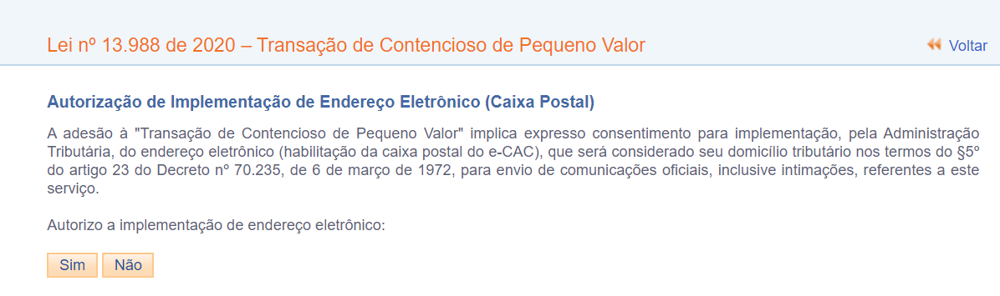 Lei nº 13.988 de 2020 – Transação de Contencioso de Pequeno Valor
Voltar
Autorização de Implementação de Endereço Eletrônico (Caixa Postal)
A adesão à "Transação de Contencioso de Pequeno Valor" implica expresso consentimento para implementação, pela Administração
Tributária, do endereço eletrônico (habilitação da caixa postal do e-CAC), que será considerado seu domicílio tributário nos termos do §5º
do artigo 23 do Decreto nº 70.235, de 6 de março de 1972, para envio de comunicações oficiais, inclusive intimações, referentes a este
serviço.
Autorizo a implementação de endereço eletrônico:
Sim Não